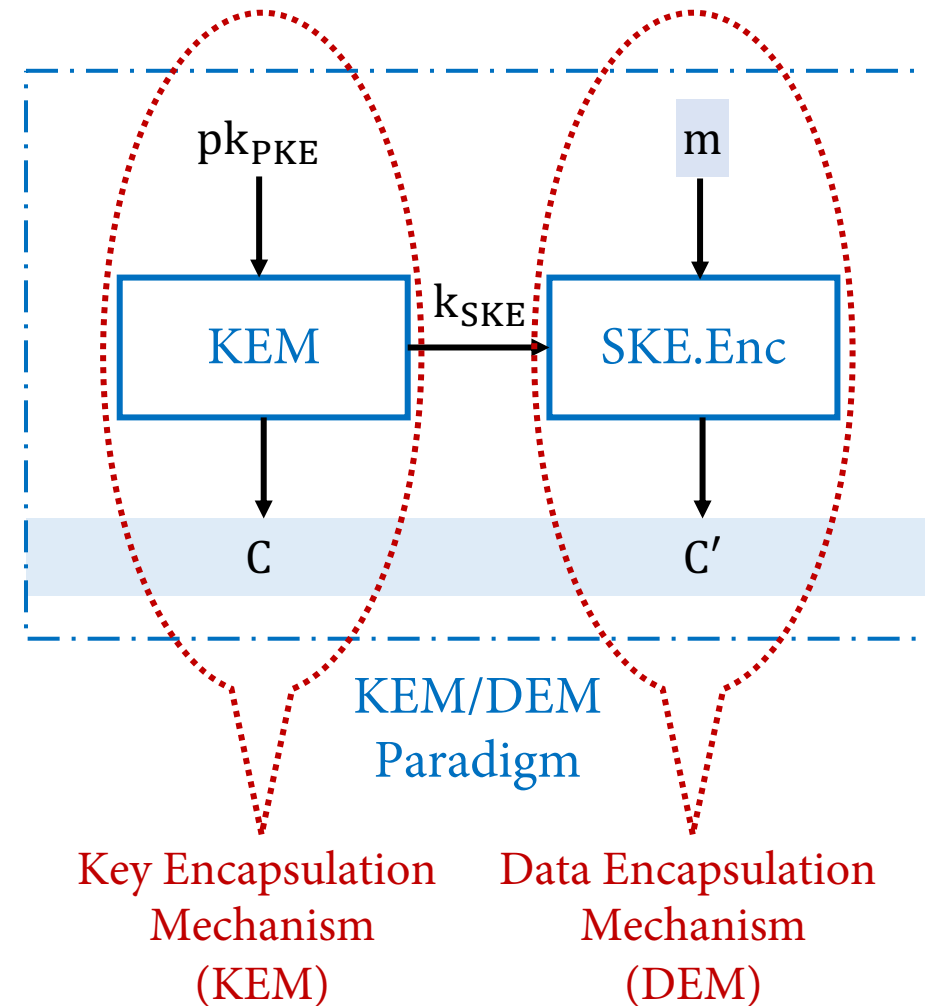 pk_PKE
m
k_SKE
KEM
SKE.Enc
C
C′
KEM/DEM
Paradigm
Key Encapsulation
Mechanism
(KEM)
Data Encapsulation
Mechanism
(DEM)